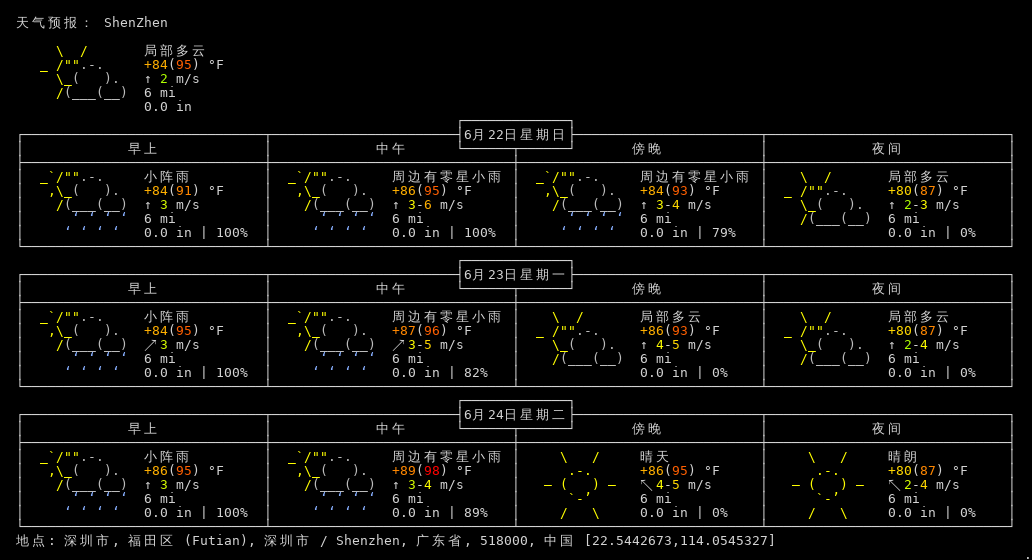 天气预报: ShenZhen
局部多云
+84(95) °F
↑ 2 m/s
6 mi
0.0 in
6月22日星期日
早上 中午 傍晚 夜间
小阵雨 周边有零星小雨 周边有零星小雨 局部多云
+84(91) °F +86(95) °F +84(93) °F +80(87) °F
↑ 3 m/s ↑ 3-6 m/s ↑ 3-4 m/s ↑ 2-3 m/s
6 mi 6 mi 6 mi 6 mi
0.0 in | 100% 0.0 in | 100% 0.0 in | 79% 0.0 in | 0%
6月23日星期一
早上 中午 傍晚 夜间
小阵雨 周边有零星小雨 局部多云 局部多云
+84(95) °F +87(96) °F +86(93) °F +80(87) °F
↗ 3 m/s ↗ 3-5 m/s ↑ 4-5 m/s ↑ 2-4 m/s
6 mi 6 mi 6 mi 6 mi
0.0 in | 100% 0.0 in | 82% 0.0 in | 0% 0.0 in | 0%
6月24日星期二
早上 中午 傍晚 夜间
小阵雨 周边有零星小雨 晴天 晴朗
+86(95) °F +89(98) °F +86(95) °F +80(87) °F
↑ 3 m/s ↑ 3-4 m/s ↖ 4-5 m/s ↖ 2-4 m/s
6 mi 6 mi 6 mi 6 mi
0.0 in | 100% 0.0 in | 89% 0.0 in | 0% 0.0 in | 0%
地点: 深圳市, 福田区 (Futian), 深圳市 / Shenzhen, 广东省, 518000, 中国 [22.5442673,114.0545327]